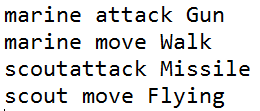 marine attack Gun
marine move Walk
scoutattack Missile
scout move Flying